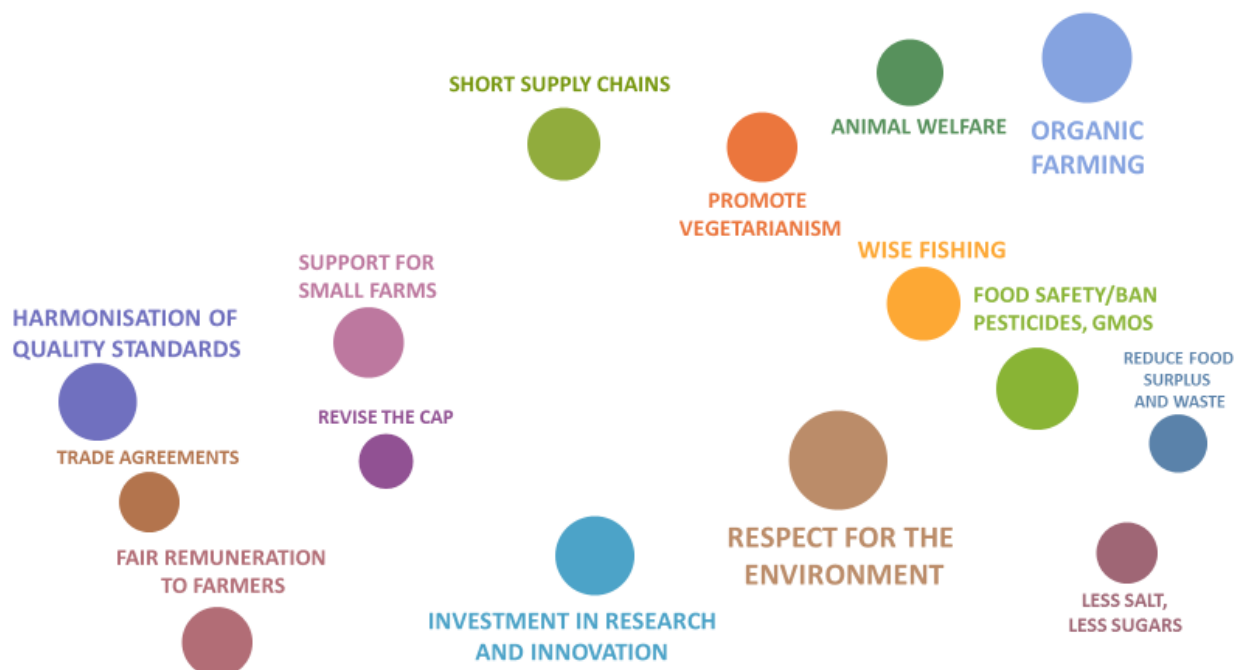 SHORT SUPPLY CHAINS
ANIMAL WELFARE
ORGANIC
FARMING
PROMOTE
VEGETARIANISM
WISE FISHING
SUPPORT FOR
SMALL FARMS
FOOD SAFETY/BAN
PESTICIDES, GMOS
HARMONISATION OF
QUALITY STANDARDS
REDUCE FOOD
SURPLUS
AND WASTE
REVISE THE CAP
TRADE AGREEMENTS
RESPECT FOR THE
ENVIRONMENT
FAIR REMUNERATION
TO FARMERS
LESS SALT,
LESS SUGARS
INVESTMENT IN RESEARCH
AND INNOVATION